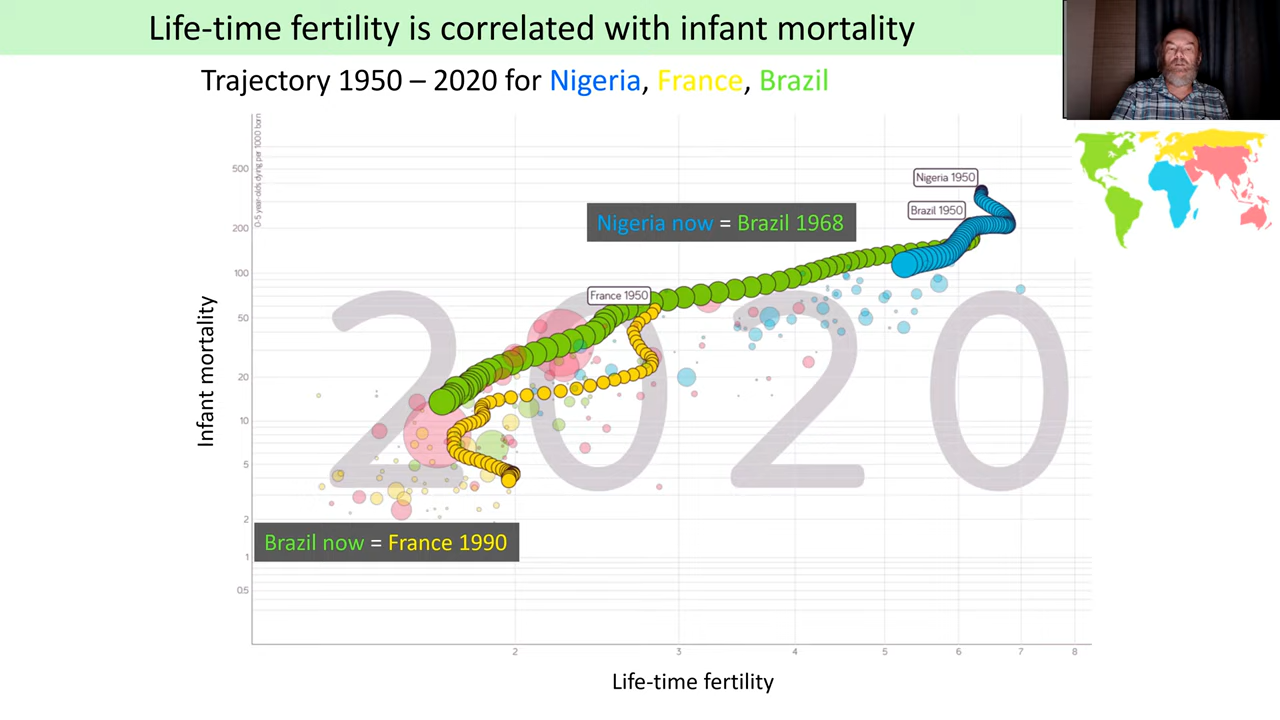 Life-time fertility is correlated with infant mortality
Trajectory 1950 – 2020 for Nigeria, France, Brazil
0-5 year-olds dying per 1000 born
500
200
100
50
20
10
5
2
1
0.5
Infant mortality
Nigeria 1950
Brazil 1950
Nigeria now = Brazil 1968
France 1950
2020
Brazil now = France 1990
2 3 4 5 6 7 8
Life-time fertility